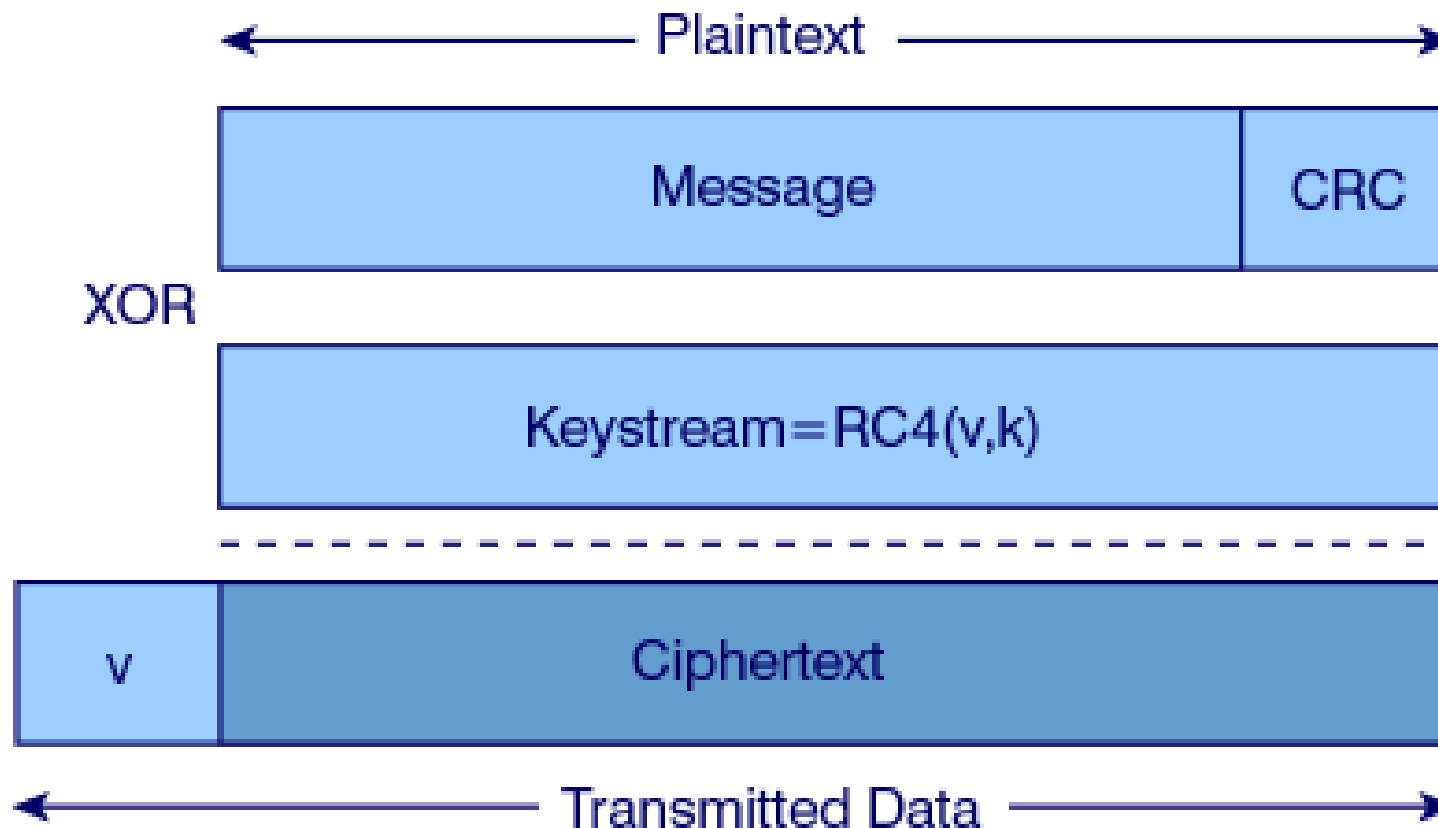 Plaintext
Message
CRC
XOR
Keystream=RC4(v,k)
v
Ciphertext
Transmitted Data